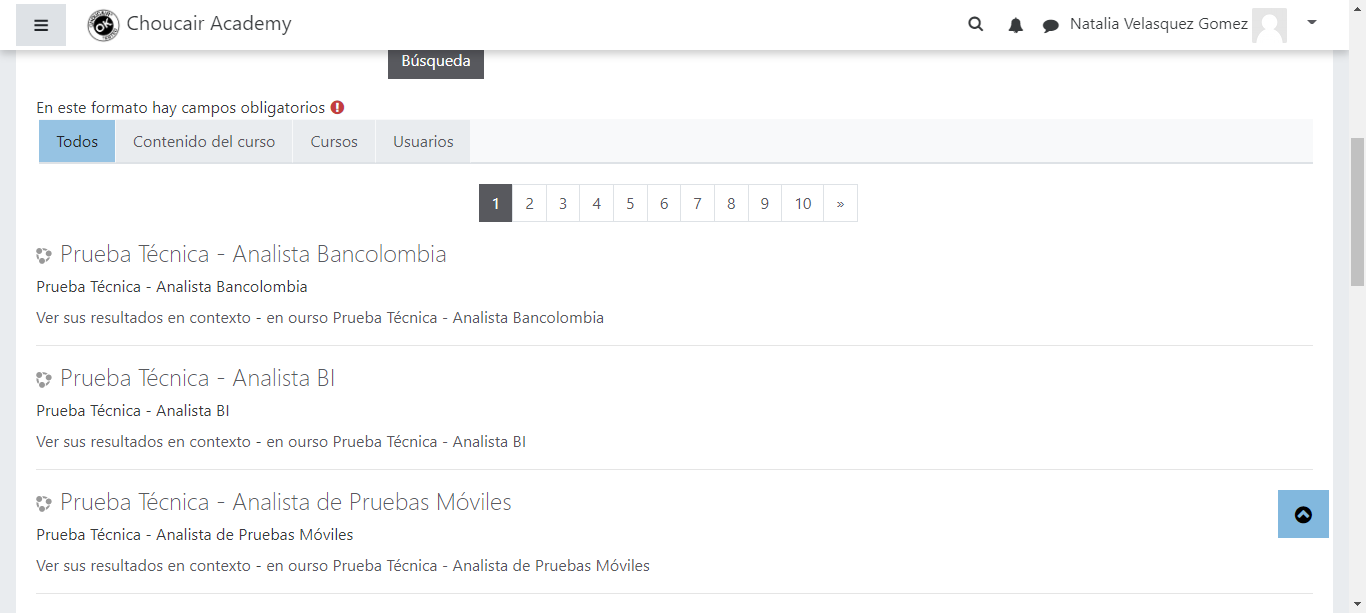 Choucair Academy
Natalia Velasquez Gomez
Búsqueda
En este formato hay campos obligatorios
Todos Contenido del curso Cursos Usuarios
1 2 3 4 5 6 7 8 9 10 »
Prueba Técnica - Analista Bancolombia
Prueba Técnica - Analista Bancolombia
Ver sus resultados en contexto - en ourso Prueba Técnica - Analista Bancolombia
Prueba Técnica - Analista BI
Prueba Técnica - Analista BI
Ver sus resultados en contexto - en ourso Prueba Técnica - Analista BI
Prueba Técnica - Analista de Pruebas Móviles
Prueba Técnica - Analista de Pruebas Móviles
Ver sus resultados en contexto - en ourso Prueba Técnica - Analista de Pruebas Móviles